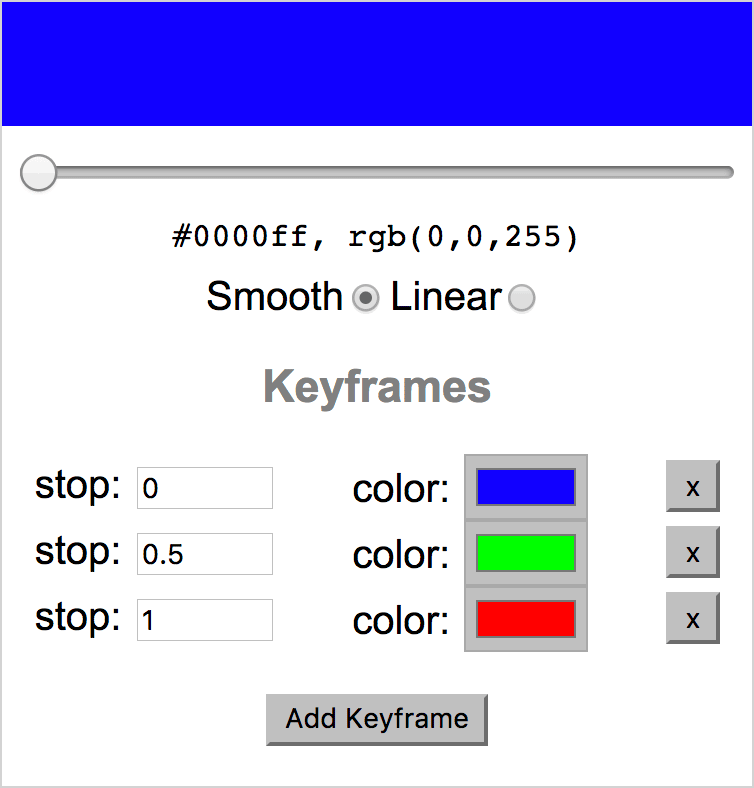 #0000ff, rgb(0,0,255)
Smooth Linear
Keyframes
stop: 0 color: x
stop: 0.5 color: x
stop: 1 color: x
Add Keyframe